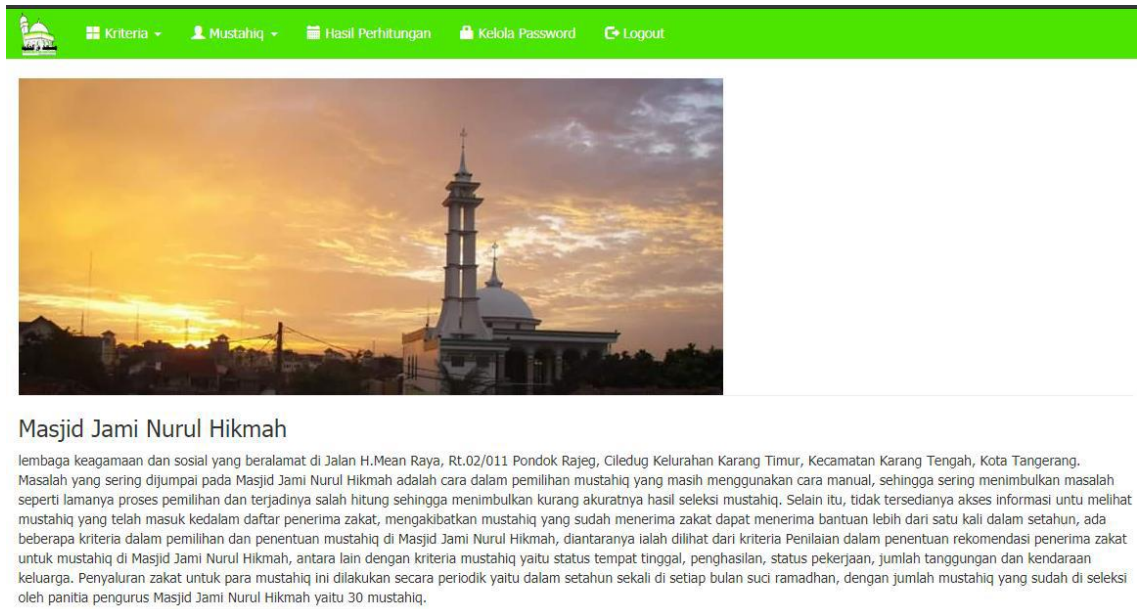 Kriteria Mustahiq Hasil Perhitungan Kelola Password Logout
Masjid Jami Nurul Hikmah
lembaga keagamaan dan sosial yang beralamat di Jalan H.Mean Raya, Rt.02/011 Pondok Rajeg, Ciledug Kelurahan Karang Timur, Kecamatan Karang Tengah, Kota Tangerang.
Masalah yang sering dijumpai pada Masjid Jami Nurul Hikmah adalah cara dalam pemilihan mustahiq yang masih menggunakan cara manual, sehingga sering menimbulkan masalah
seperti lamanya proses pemilihan dan terjadinya salah hitung sehingga menimbulkan kurang akuratnya hasil seleksi mustahiq. Selain itu, tidak tersedianya akses informasi untu melihat
mustahiq yang telah masuk kedalam daftar penerima zakat, mengakibatkan mustahiq yang sudah menerima zakat dapat menerima bantuan lebih dari satu kali dalam setahun, ada
beberapa kriteria dalam pemilihan dan penentuan mustahiq di Masjid Jami Nurul Hikmah, diantaranya ialah dilihat dari kriteria Penilaian dalam penentuan rekomendasi penerima zakat
untuk mustahiq di Masjid Jami Nurul Hikmah, antara lain dengan kriteria mustahiq yaitu status tempat tinggal, penghasilan, status pekerjaan, jumlah tanggungan dan kendaraan
keluarga. Penyaluran zakat untuk para mustahiq ini dilakukan secara periodik yaitu dalam setahun sekali di setiap bulan suci ramadhan, dengan jumlah mustahiq yang sudah di seleksi
oleh panitia pengurus Masjid Jami Nurul Hikmah yaitu 30 mustahiq.